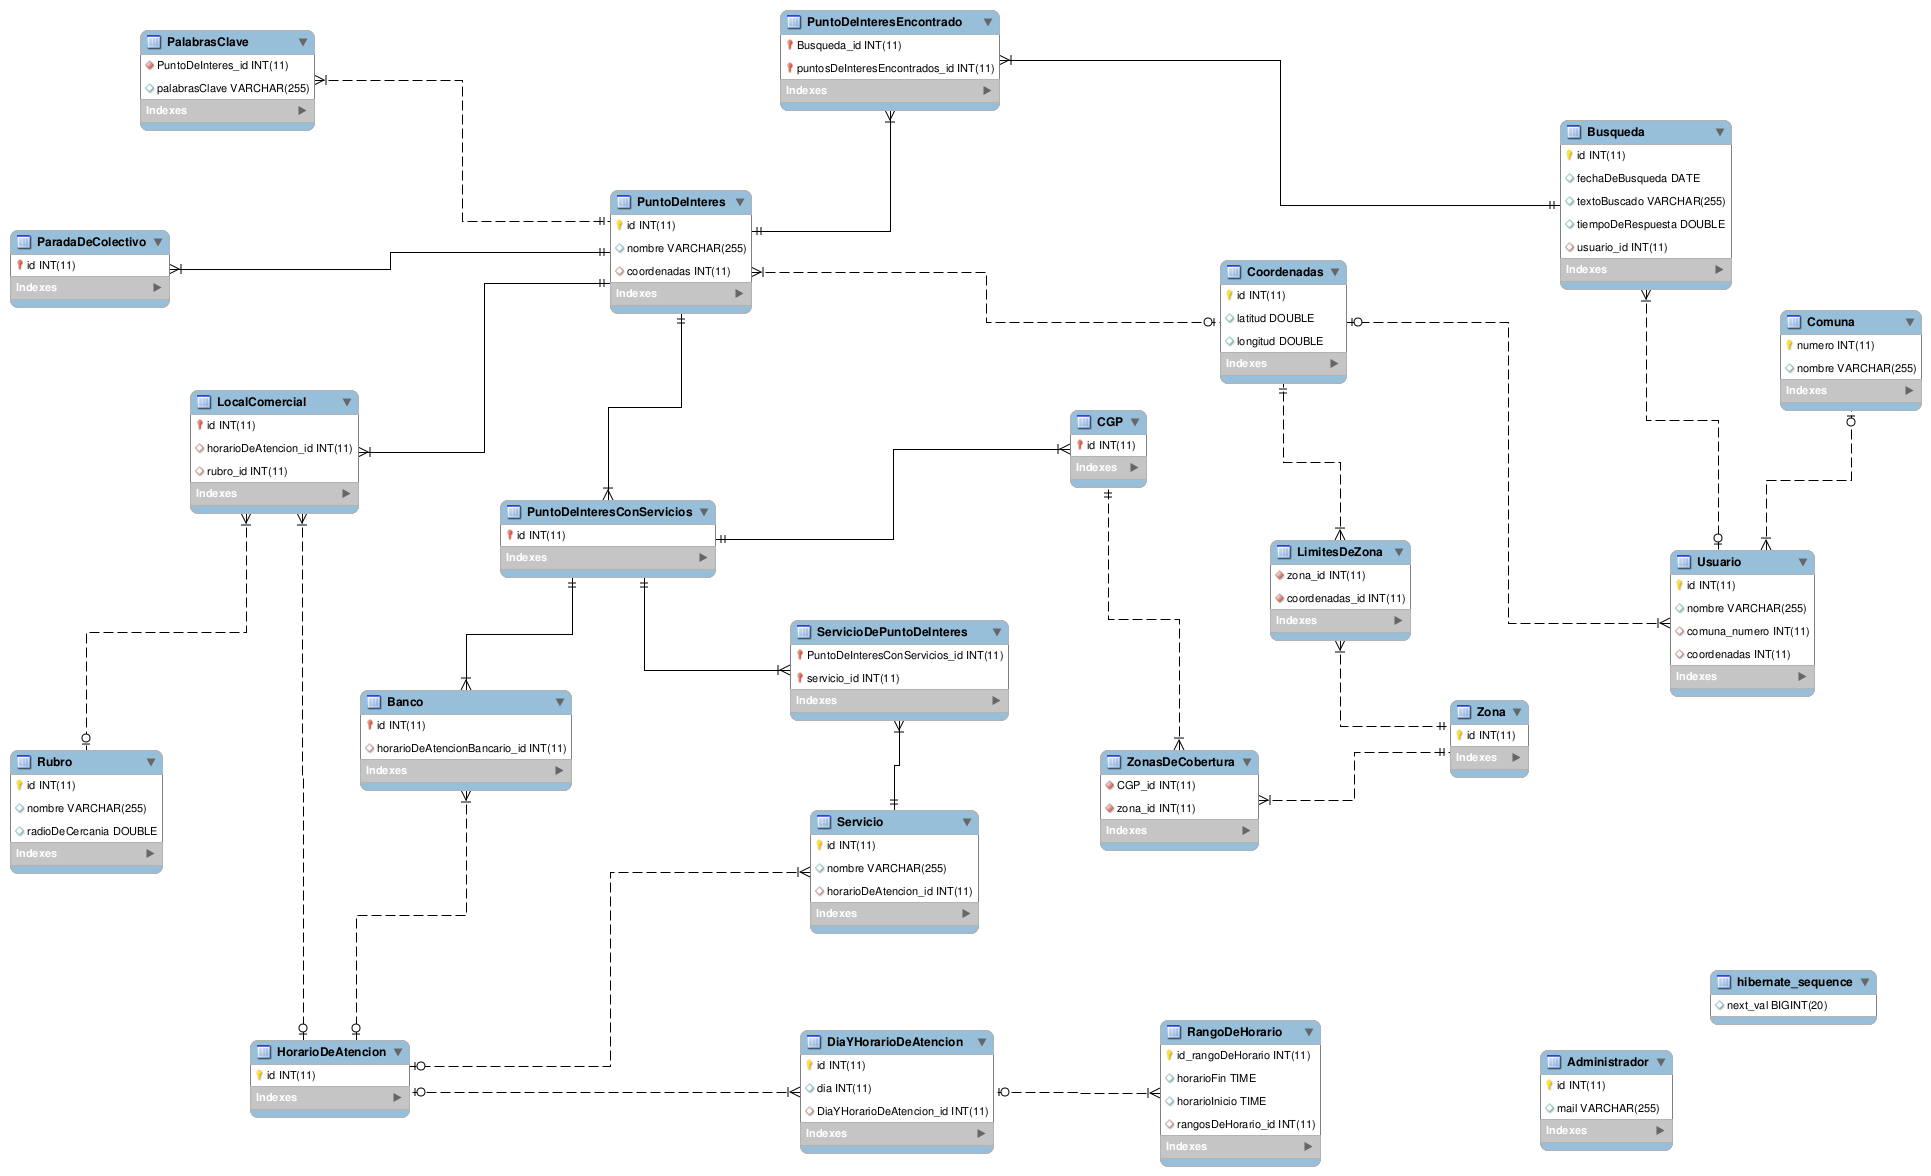 PuntoDeInteresEncontrado
Busqueda_id INT(11)
puntosDeInteresEncontrados_id INT(11)
Indexes
PalabrasClave
PuntoDeInteres_id INT(11)
palabrasClave VARCHAR(255)
Indexes
Busqueda
id INT(11)
fechaDeBusqueda DATE
textoBuscado VARCHAR(255)
tiempoDeRespuesta DOUBLE
usuario_id INT(11)
Indexes
PuntoDeInteres
id INT(11)
nombre VARCHAR(255)
coordenadas INT(11)
Indexes
ParadaDeColectivo
id INT(11)
Indexes
Coordenadas
id INT(11)
latitud DOUBLE
longitud DOUBLE
Indexes
Comuna
numero INT(11)
nombre VARCHAR(255)
Indexes
LocalComercial
id INT(11)
horarioDeAtencion_id INT(11)
rubro_id INT(11)
Indexes
CGP
id INT(11)
Indexes
PuntoDeInteresConServicios
id INT(11)
Indexes
LimitesDeZona
zona_id INT(11)
coordenadas_id INT(11)
Indexes
Usuario
id INT(11)
nombre VARCHAR(255)
comuna_numero INT(11)
coordenadas INT(11)
Indexes
ServicioDePuntoDeInteres
PuntoDeInteresConServicios_id INT(11)
servicio_id INT(11)
Indexes
Banco
id INT(11)
horarioDeAtencionBancario_id INT(11)
Indexes
Zona
id INT(11)
Indexes
Rubro
id INT(11)
nombre VARCHAR(255)
radioDeCercania DOUBLE
Indexes
ZonasDeCobertura
CGP_id INT(11)
zona_id INT(11)
Indexes
Servicio
id INT(11)
nombre VARCHAR(255)
horarioDeAtencion_id INT(11)
Indexes
hibernate_sequence
next_val BIGINT(20)
HorarioDeAtencion
id INT(11)
Indexes
DiaYHorarioDeAtencion
id INT(11)
dia INT(11)
DiaYHorarioDeAtencion_id INT(11)
Indexes
RangoDeHorario
id_rangoDeHorario INT(11)
horarioFin TIME
horarioInicio TIME
rangosDeHorario_id INT(11)
Indexes
Administrador
id INT(11)
mail VARCHAR(255)
Indexes